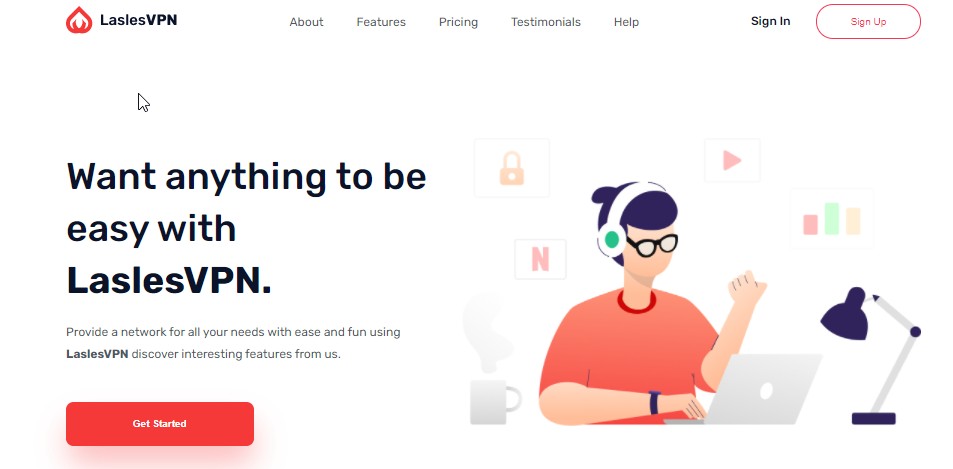 LaslesVPN
About Features Pricing Testimonials Help
Sign In
Sign Up
Want anything to be
easy with
LaslesVPN.
Provide a network for all your needs with ease and fun using
LaslesVPN discover interesting features from us.
Get Started
N